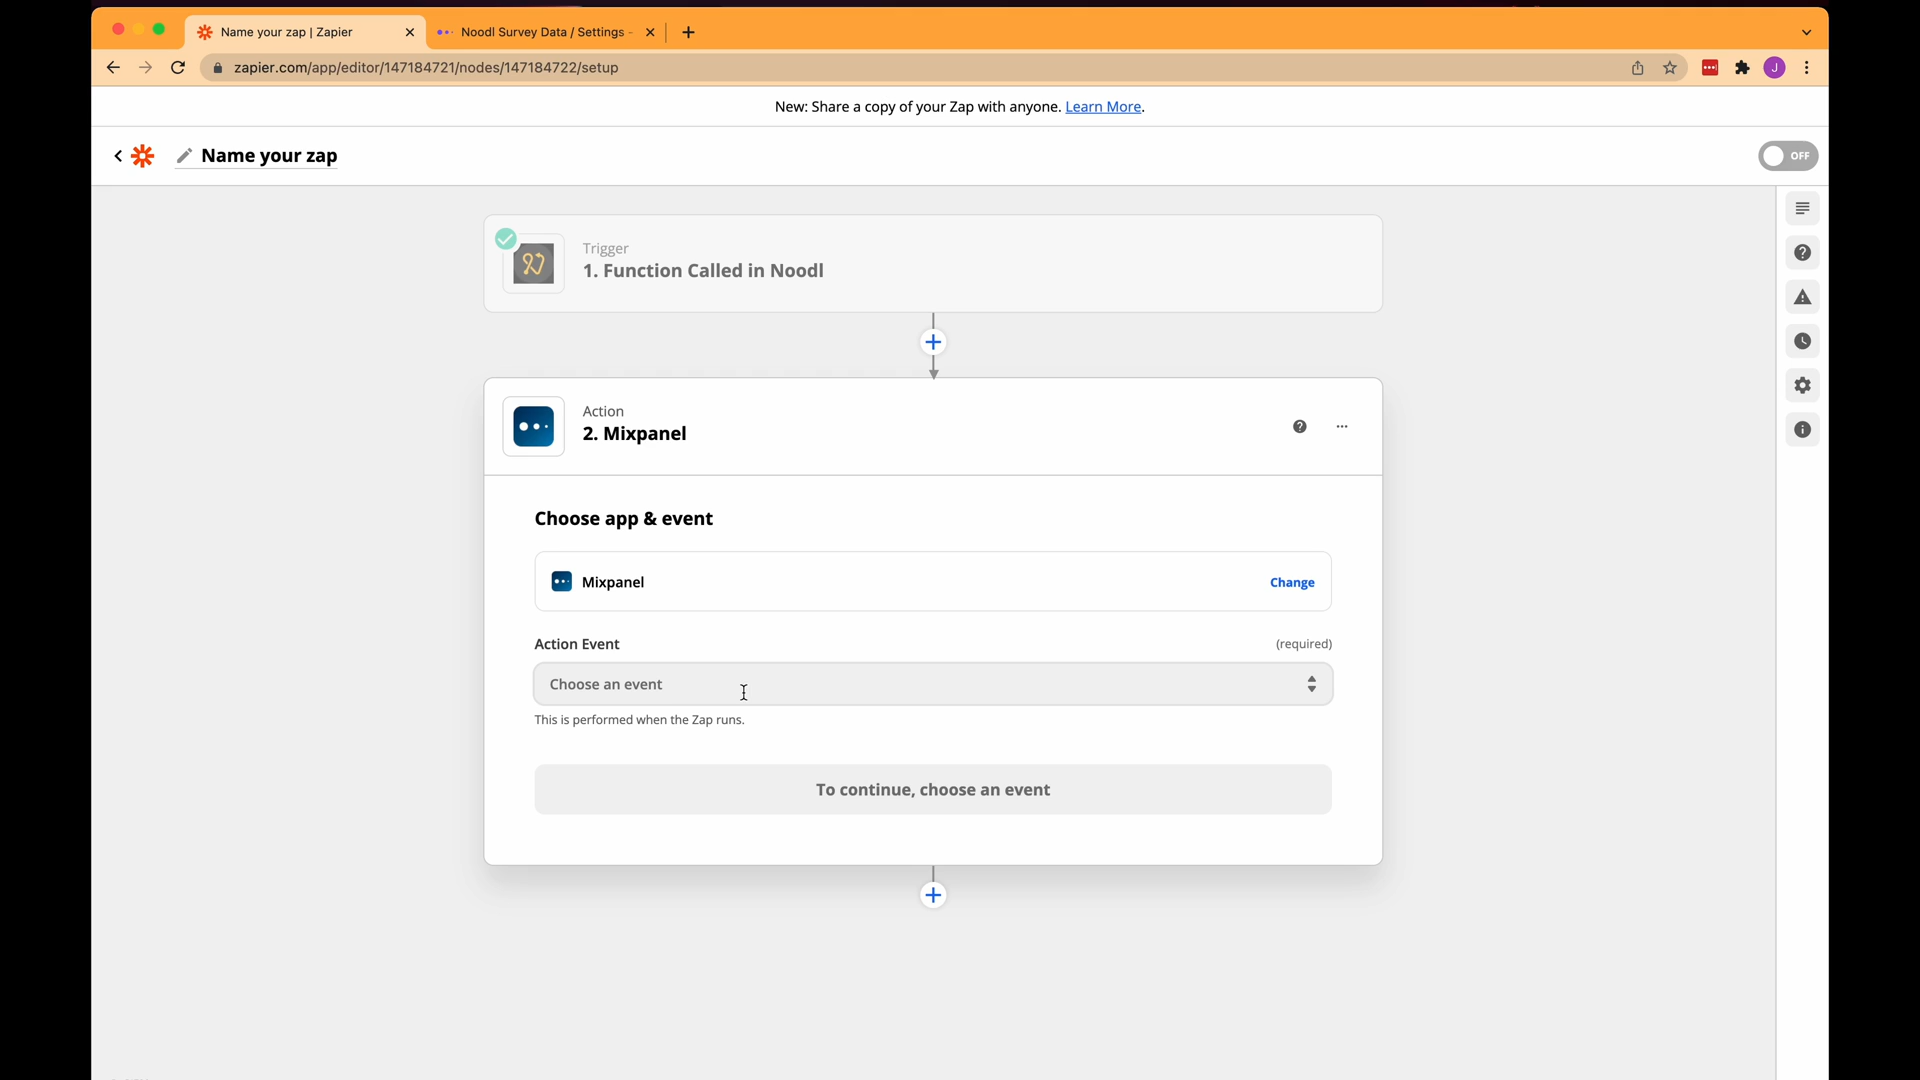 Name your zap | Zapier
Noodl Survey Data / Settings -
zapier.com/app/editor/147184721/nodes/147184722/setup
J
New: Share a copy of your Zap with anyone. Learn More.
Name your zap
OFF
Trigger
1. Function Called in Noodl
Action
2. Mixpanel
Choose app & event
Mixpanel
Change
Action Event
(required)
Choose an event
This is performed when the Zap runs.
To continue, choose an event